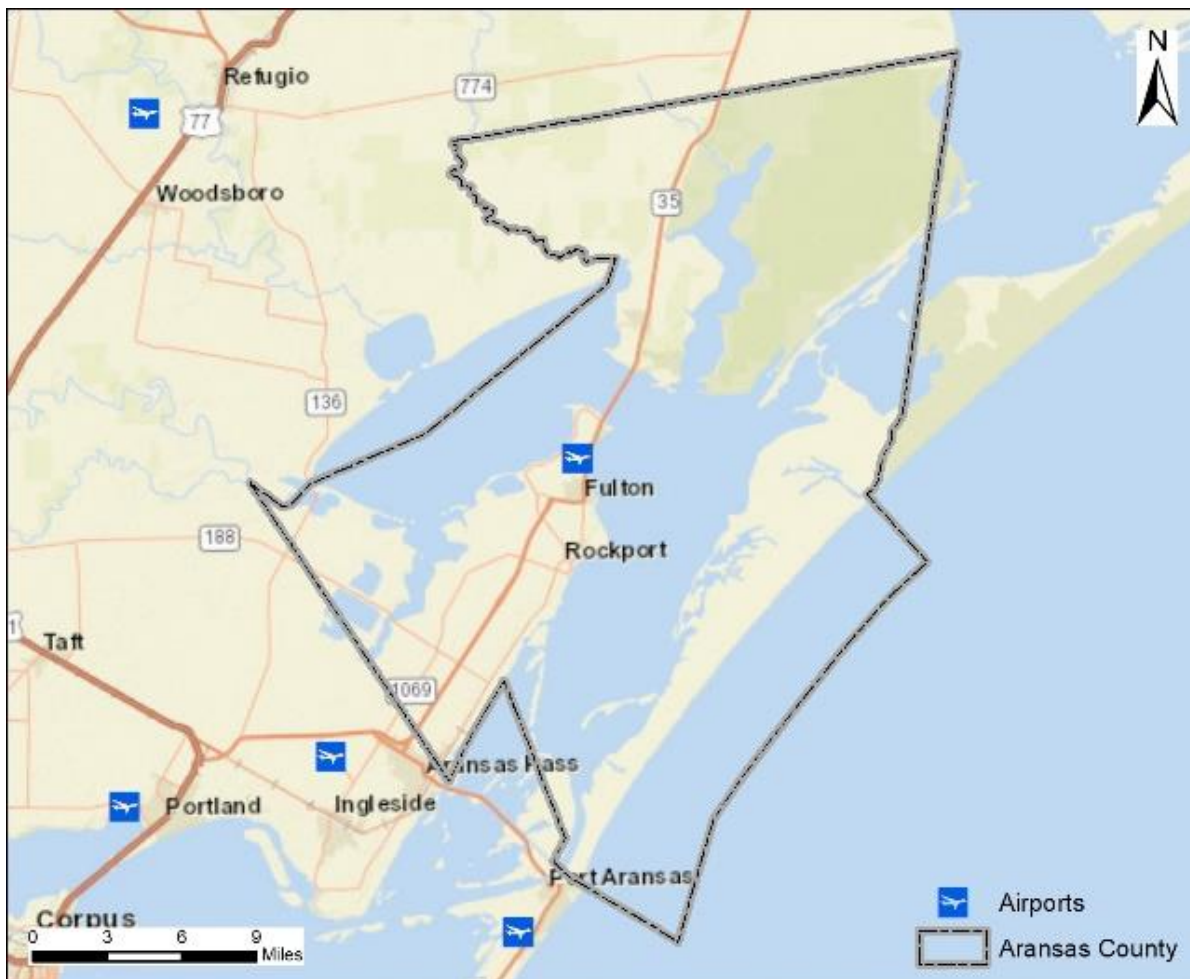 N
Refugio
774
77
Woodsboro
35
136
Fulton
188
Rockport
Taft
1
1069
Aransas Pass
Portland
Ingleside
Port Aransas
Corpus
Airports
Aransas County
0 3 6 9
Miles